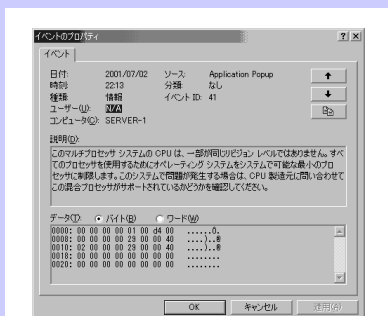 イベントのプロパティ
イベント
日付: 2001/07/02 ソース: Application Popup
時刻: 22:13 分類: なし
種類: 情報 イベント ID: 41
ユーザー(U): N/A
コンピュータ(C): SERVER-1
説明(D):
このマルチプロセッサ システムの CPU は、一部が同じリビジョン レベルではありません。すべ
てのプロセッサを使用するためにオペレーティング システムをシステムで可能な最小のプロ
セッサに制限します。このシステムで問題が発生する場合は、CPU 製造元に問い合わせて
この混合プロセッサがサポートされているかどうかを確認してください。
データ(T): バイト(B) ワード(W)
0000: 00 00 00 00 01 00 d4 00 ......Ô.
0008: 00 00 00 00 29 00 00 40 ....)..@
0010: 02 00 00 00 29 00 00 40 ....)..@
0018: 00 00 00 00 00 00 00 00 ........
0020: 00 00 00 00 00 00 00 00 ........
OK キャンセル 適用(A)